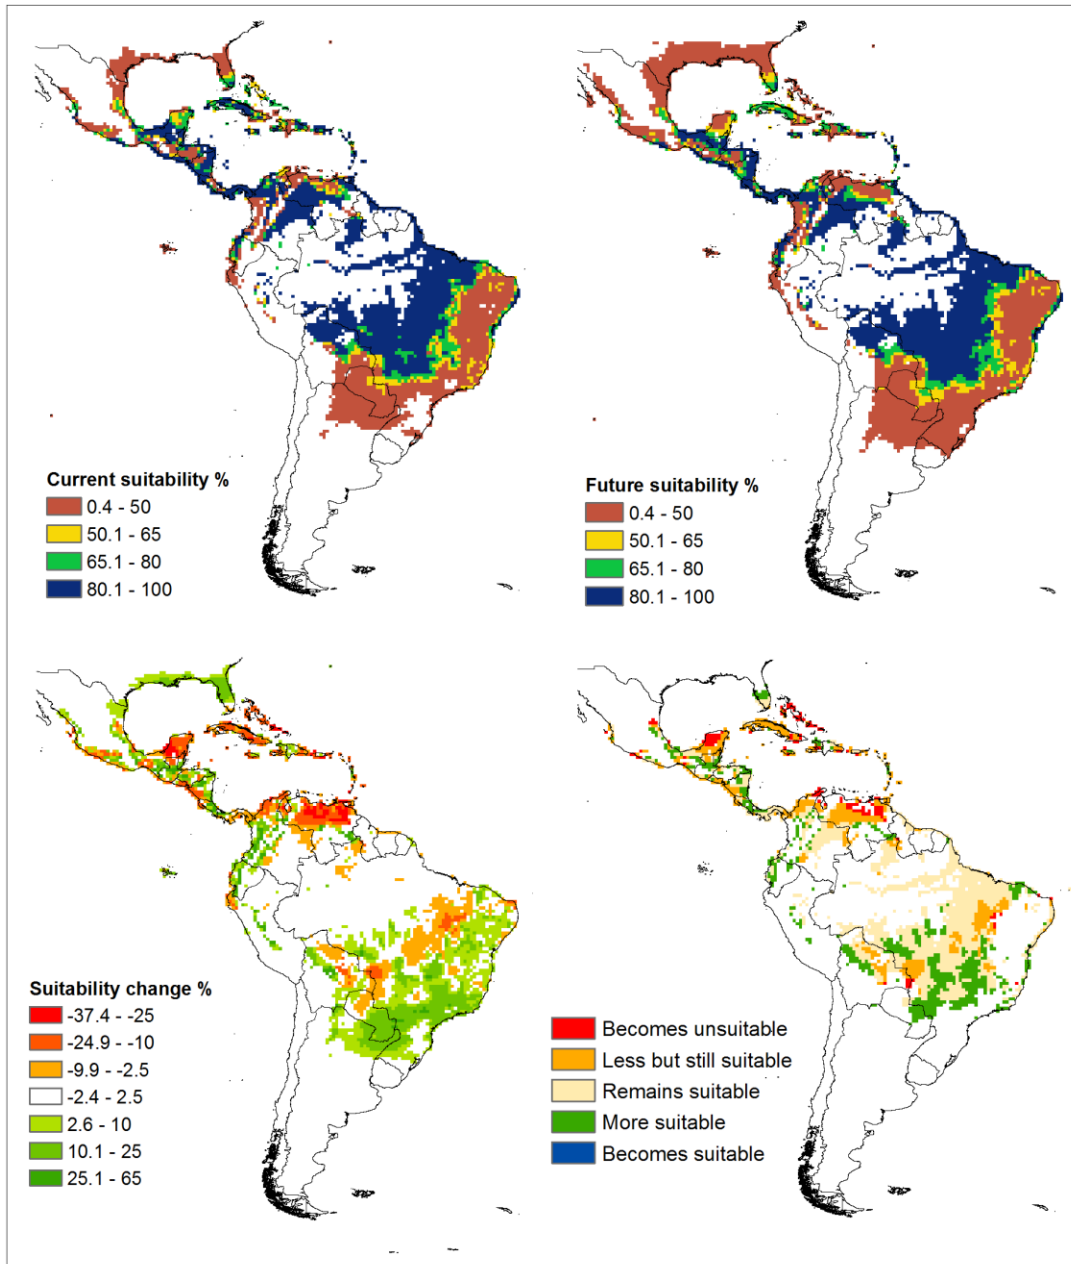 Current suitability %
0.4 - 50
50.1 - 65
65.1 - 80
80.1 - 100
Future suitability %
0.4 - 50
50.1 - 65
65.1 - 80
80.1 - 100
Suitability change %
-37.4 - -25
-24.9 - -10
-9.9 - -2.5
-2.4 - 2.5
2.6 - 10
10.1 - 25
25.1 - 65
Becomes unsuitable
Less but still suitable
Remains suitable
More suitable
Becomes suitable